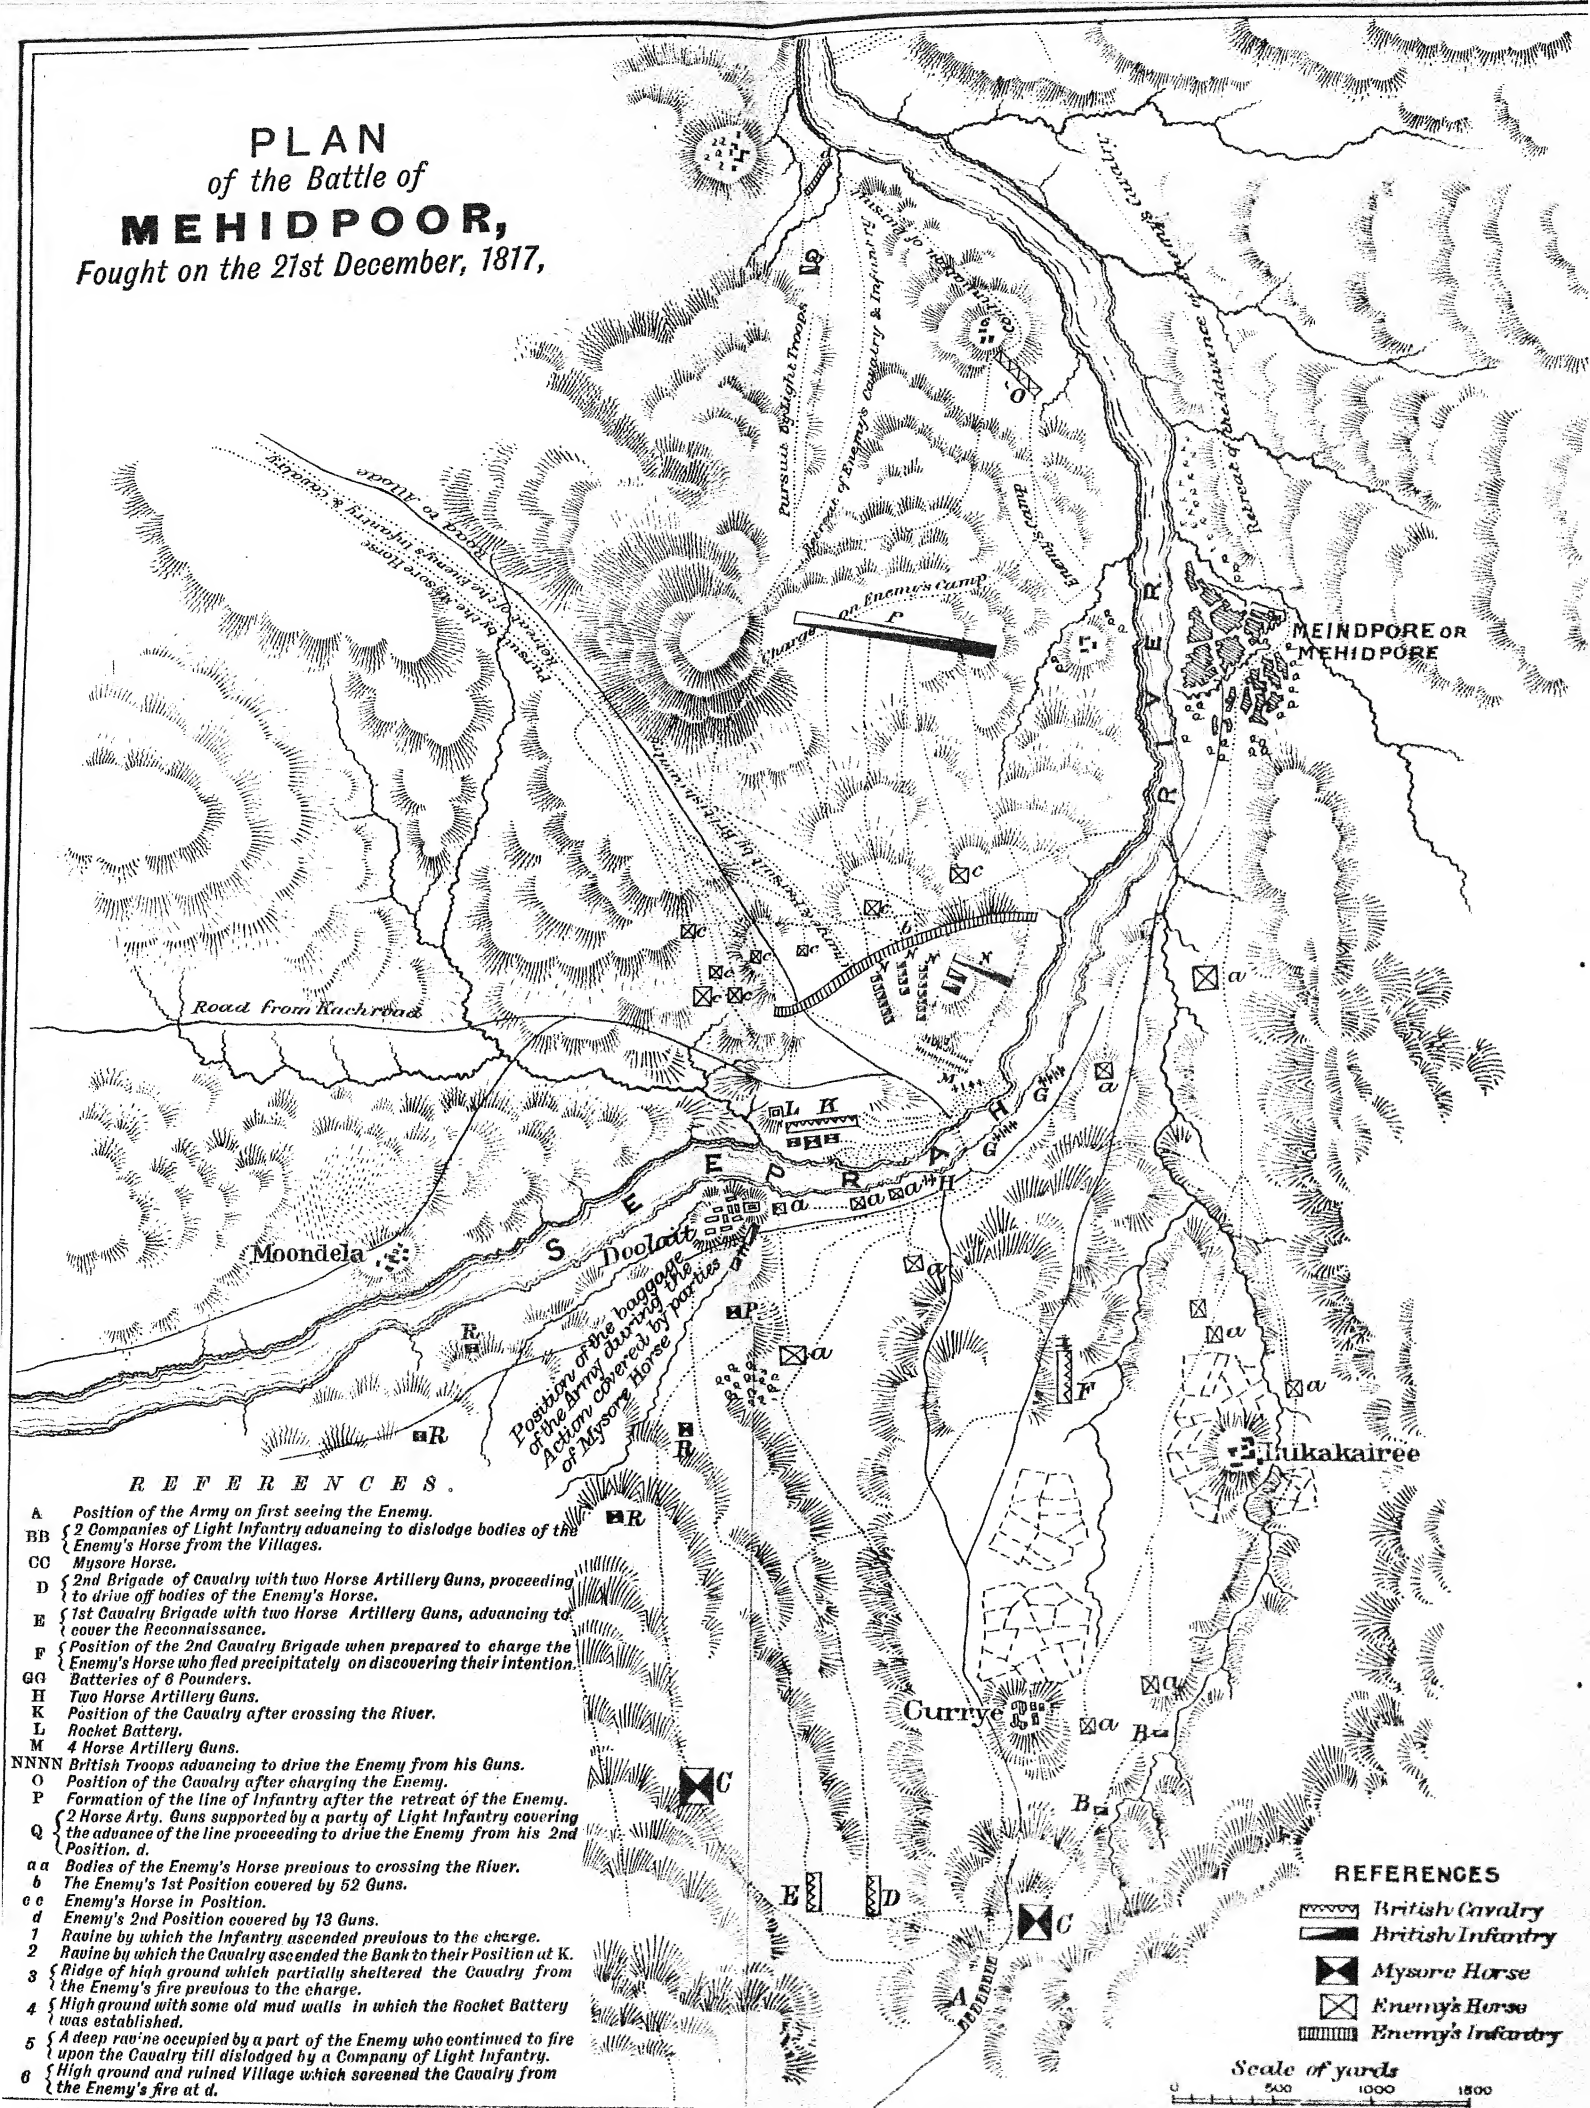 PLAN
of the Battle of
MEHIDPOOR,
Fought on the 21st December, 1817,
Road to Allode
Retreat of the Enemy's Infantry & Cavalry
Pursuit by the Mysore Horse
Pursuit by Light Troops
Retreat of Enemy's Cavalry & Infantry
Continuation of Pursuit
d
Q
O
6
Enemy's Camp
Charge on Enemy's Camp
P
Retreat of the Advance of Enemy's Cavalry
MEINDPORE OR
MEHIDPORE
SEEPRAH RIVER
Pursuit by British Cavalry
c
c
c
c
c
c
c
b
N
N
N
N
M
G
G
a
a
Road from Kachroad
L K
a
a
a
H
a
Moondela
Doolait
Position of the baggage
of the Army during the
Action covered by parties
of Mysore Horse
P
R
R
R
R
a
F
a
a
Lukakairee
Currye
a
a
B
B
C
C
E
D
A
REFERENCES.
A Position of the Army on first seeing the Enemy.
BB 2 Companies of Light Infantry advancing to dislodge bodies of the
Enemy's Horse from the Villages.
CC Mysore Horse.
D 2nd Brigade of Cavalry with two Horse Artillery Guns, proceeding
to drive off bodies of the Enemy's Horse.
E 1st Cavalry Brigade with two Horse Artillery Guns, advancing to
cover the Reconnaissance.
F Position of the 2nd Cavalry Brigade when prepared to charge the
Enemy's Horse who fled precipitately on discovering their intention.
GG Batteries of 6 Pounders.
H Two Horse Artillery Guns.
K Position of the Cavalry after crossing the River.
L Rocket Battery.
M 4 Horse Artillery Guns.
NNNN British Troops advancing to drive the Enemy from his Guns.
O Position of the Cavalry after charging the Enemy.
P Formation of the line of Infantry after the retreat of the Enemy.
Q 2 Horse Arty. Guns supported by a party of Light Infantry covering
the advance of the line proceeding to drive the Enemy from his 2nd
Position. d.
aa Bodies of the Enemy's Horse previous to crossing the River.
b The Enemy's 1st Position covered by 52 Guns.
cc Enemy's Horse in Position.
d Enemy's 2nd Position covered by 13 Guns.
1 Ravine by which the Infantry ascended previous to the charge.
2 Ravine by which the Cavalry ascended the Bank to their Position at K.
3 Ridge of high ground which partially sheltered the Cavalry from
the Enemy's fire previous to the charge.
4 High ground with some old mud walls in which the Rocket Battery
was established.
5 A deep ravine occupied by a part of the Enemy who continued to fire
upon the Cavalry till dislodged by a Company of Light Infantry.
6 High ground and ruined Village which screened the Cavalry from
the Enemy's fire at d.
REFERENCES
British Cavalry
British Infantry
Mysore Horse
Enemy's Horse
Enemy's Infantry
Scale of yards
0 500 1000 1500